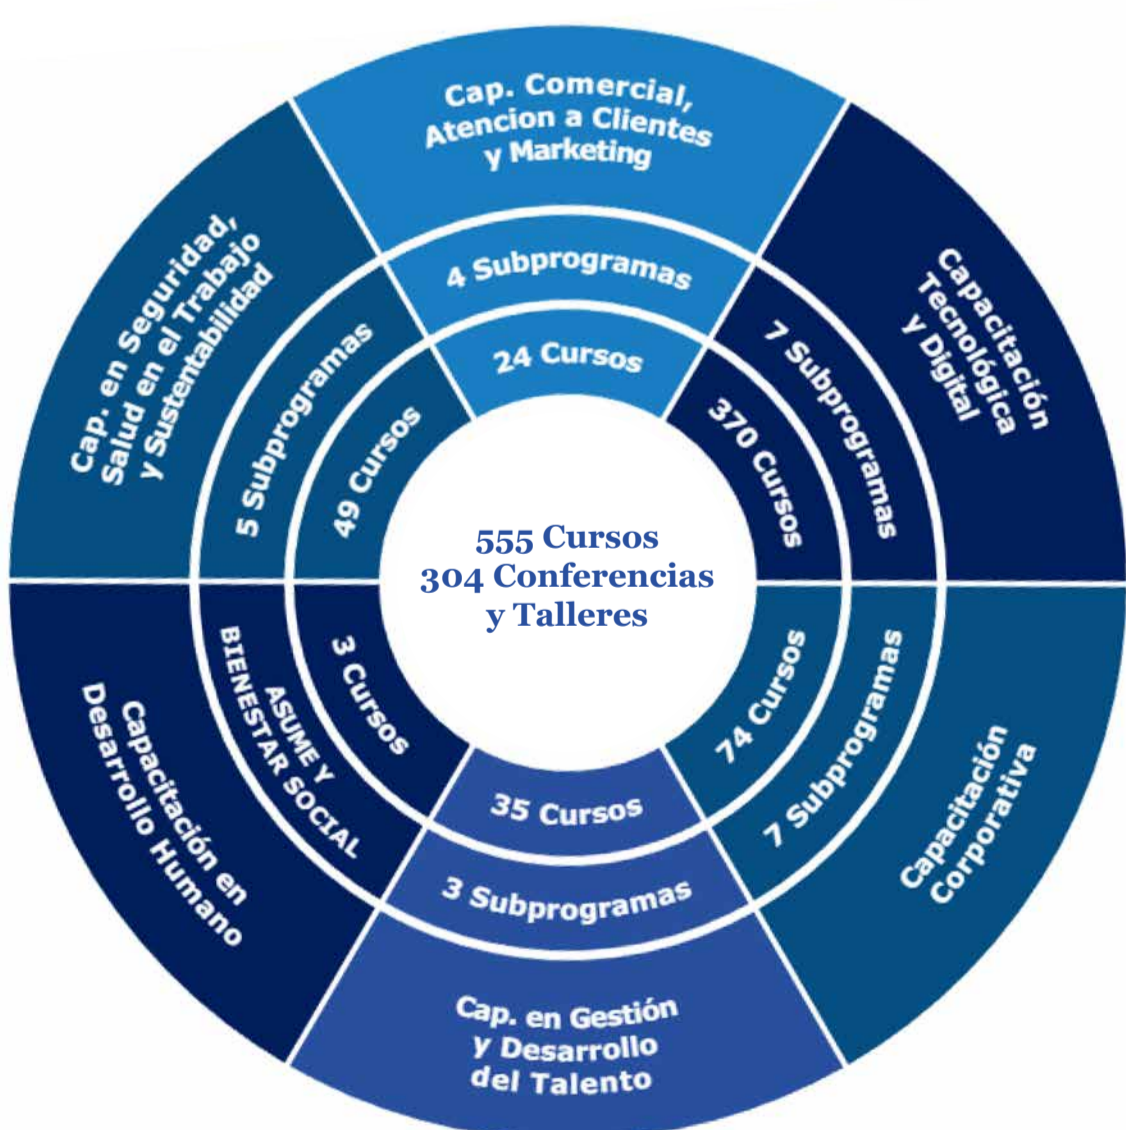 Cap. Comercial,
Atencion a Clientes
y Marketing
4 Subprogramas
24 Cursos
Capacitación
Tecnológica
y Digital
7 Subprogramas
370 Cursos
Capacitación
Corporativa
7 Subprogramas
74 Cursos
Cap. en Gestión
y Desarrollo
del Talento
3 Subprogramas
35 Cursos
Capacitación en
Desarrollo Humano
ASUME Y
BIENESTAR SOCIAL
3 Cursos
Cap. en Seguridad,
Salud en el Trabajo
y Sustentabilidad
5 Subprogramas
49 Cursos
555 Cursos
304 Conferencias
y Talleres